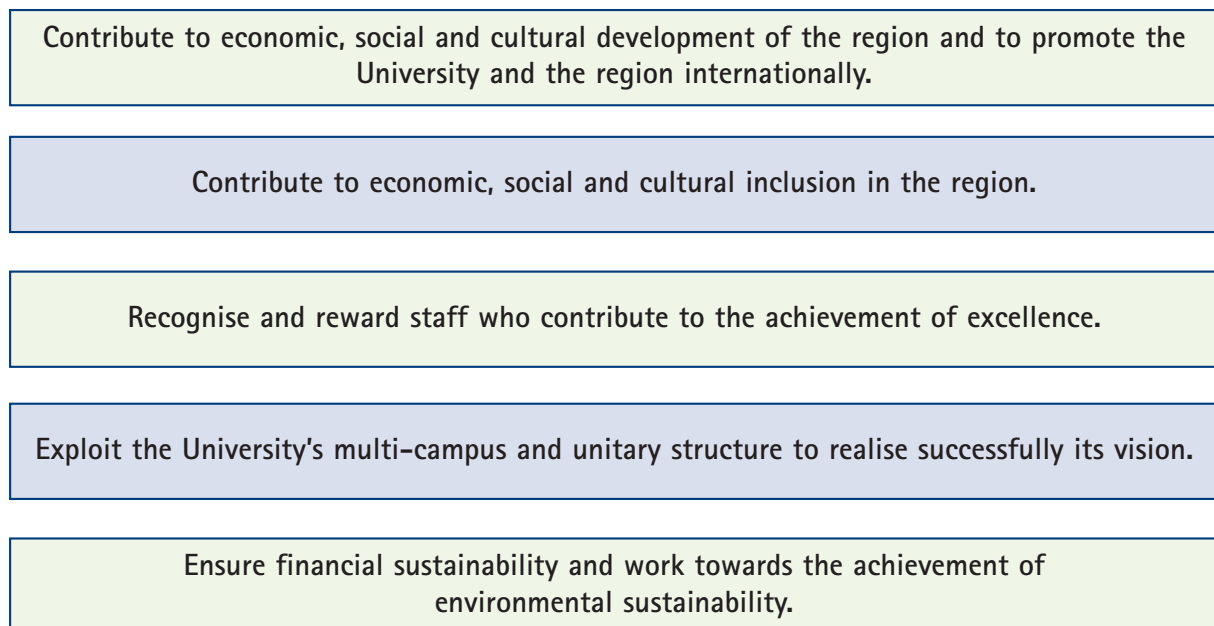 Contribute to economic, social and cultural development of the region and to promote the
University and the region internationally.
Contribute to economic, social and cultural inclusion in the region.
Recognise and reward staff who contribute to the achievement of excellence.
Exploit the University's multi-campus and unitary structure to realise successfully its vision.
Ensure financial sustainability and work towards the achievement of
environmental sustainability.